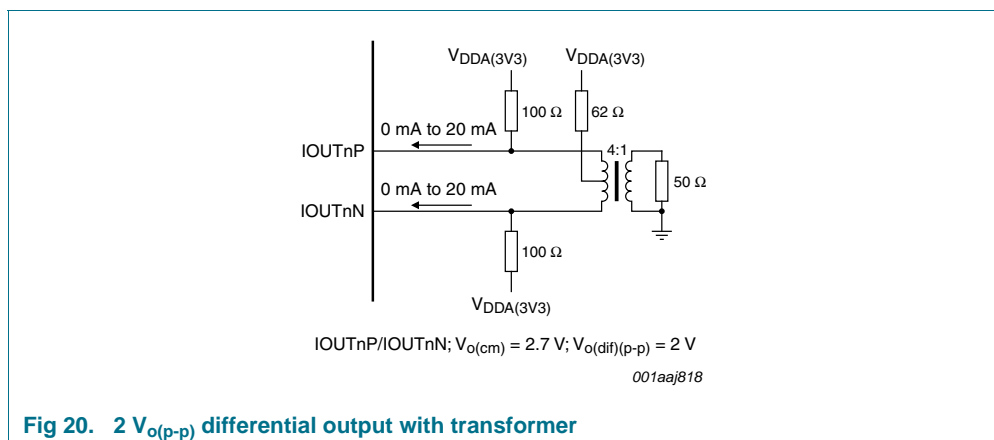 VDDA(3V3) VDDA(3V3)
100 Ω 62 Ω
0 mA to 20 mA
4:1
IOUTnP
50 Ω
0 mA to 20 mA
IOUTnN
100 Ω
VDDA(3V3)
IOUTnP/IOUTnN; Vo(cm) = 2.7 V; Vo(dif)(p-p) = 2 V
001aaj818
Fig 20. 2 Vo(p-p) differential output with transformer